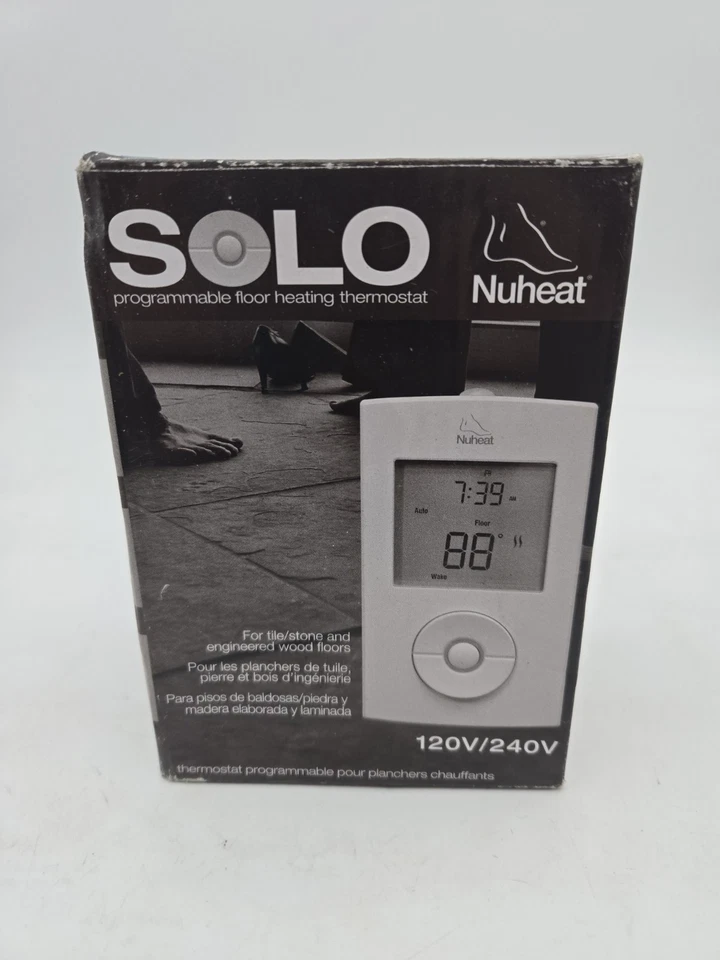 SOLO
programmable floor heating thermostat
Nuheat®
Nuheat
7:39 AM
Auto
Floor
88°
Wake
For tile/stone and
engineered wood floors
Pour les planchers de tuile,
pierre et bois d'ingénierie
Para pisos de baldosas/piedra y
madera elaborada y laminada
120V/240V
thermostat programmable pour planchers chauffants